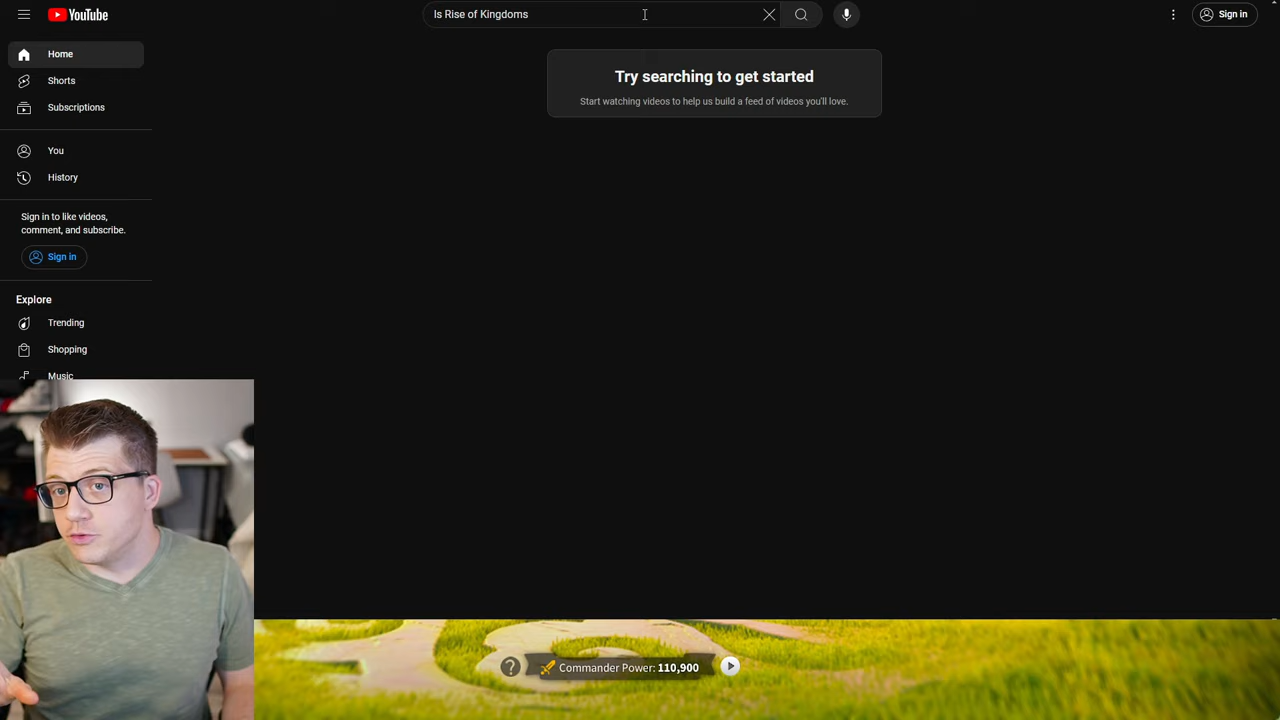 YouTube
Is Rise of Kingdoms
Sign in
Home
Shorts
Subscriptions
You
History
Sign in to like videos,
comment, and subscribe.
Sign in
Explore
Trending
Shopping
Music
Try searching to get started
Start watching videos to help us build a feed of videos you'll love.
? Commander Power: 110,900